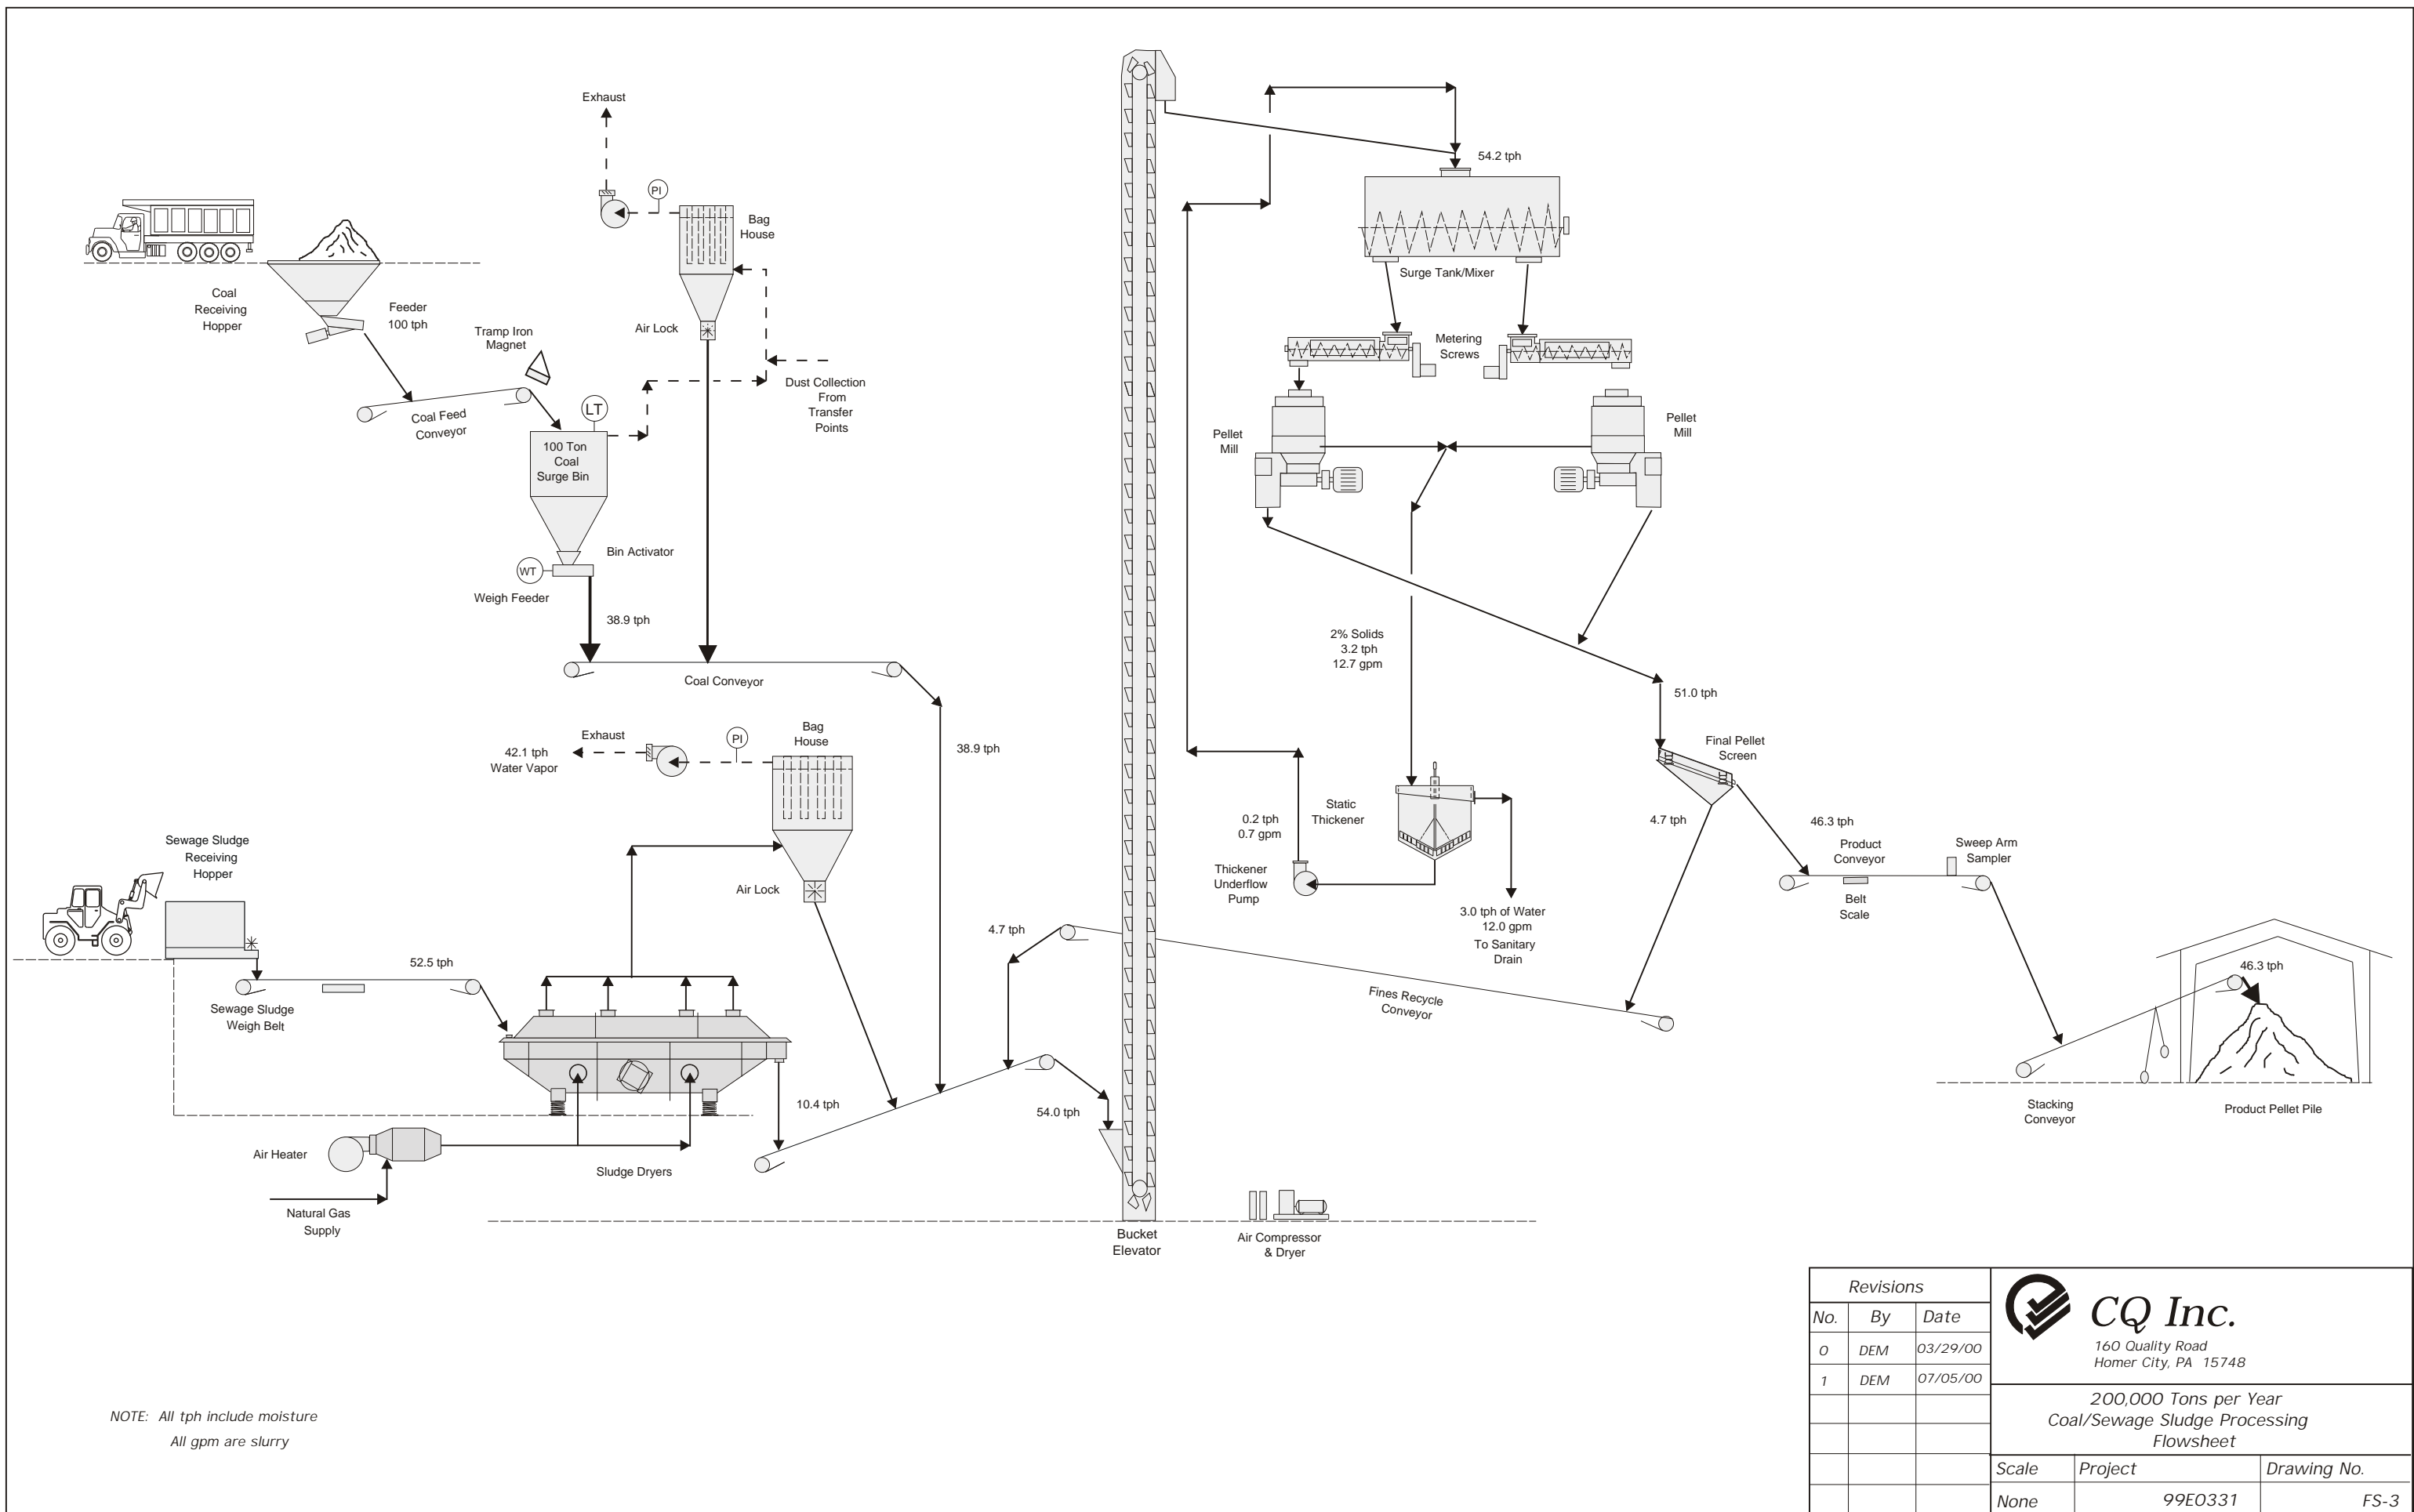 Exhaust
PI
Bag
House
54.2 tph
Surge Tank/Mixer
Coal
Receiving
Hopper
Feeder
100 tph
Tramp Iron
Magnet
Air Lock
Metering
Screws
Dust Collection
From
Transfer
Points
Coal Feed
Conveyor
LT
100 Ton
Coal
Surge Bin
Pellet
Mill
Pellet
Mill
Bin Activator
WT
Weigh Feeder
38.9 tph
2% Solids
3.2 tph
12.7 gpm
Coal Conveyor
51.0 tph
42.1 tph
Water Vapor
Exhaust
PI
Bag
House
38.9 tph
Final Pellet
Screen
Static
Thickener
0.2 tph
0.7 gpm
4.7 tph
46.3 tph
Product
Conveyor
Sweep Arm
Sampler
Sewage Sludge
Receiving
Hopper
Air Lock
Thickener
Underflow
Pump
Belt
Scale
3.0 tph of Water
12.0 gpm
To Sanitary
Drain
4.7 tph
52.5 tph
Sewage Sludge
Weigh Belt
Fines Recycle
Conveyor
46.3 tph
10.4 tph
54.0 tph
Stacking
Conveyor
Product Pellet Pile
Air Heater
Sludge Dryers
Natural Gas
Supply
Bucket
Elevator
Air Compressor
& Dryer
NOTE: All tph include moisture
All gpm are slurry
Revisions
No. By Date
0 DEM 03/29/00
1 DEM 07/05/00
CQ Inc.
160 Quality Road
Homer City, PA 15748
200,000 Tons per Year
Coal/Sewage Sludge Processing
Flowsheet
Scale Project Drawing No.
None 99E0331 FS-3